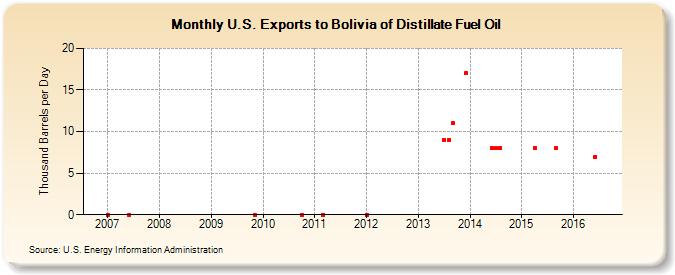 Monthly U.S. Exports to Bolivia of Distillate Fuel Oil
Thousand Barrels per Day
20
15
10
5
0
2007 2008 2009 2010 2011 2012 2013 2014 2015 2016
Source: U.S. Energy Information Administration